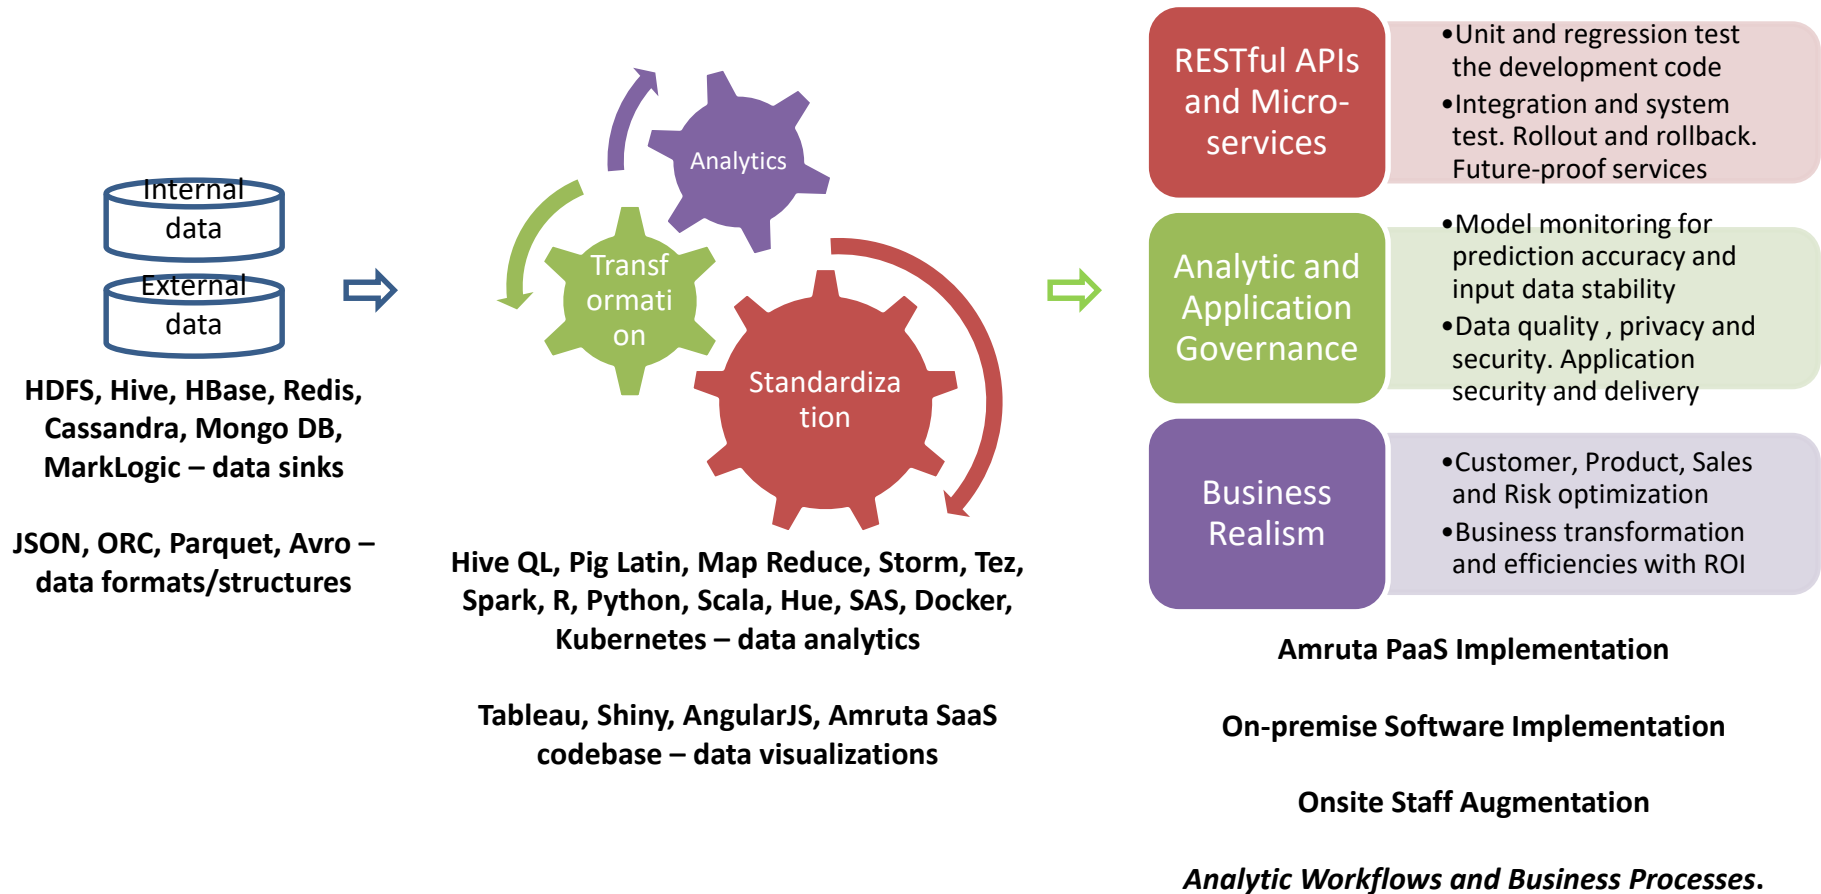 Internal
data
External
data
HDFS, Hive, HBase, Redis,
Cassandra, Mongo DB,
MarkLogic – data sinks
JSON, ORC, Parquet, Avro –
data formats/structures
Analytics
Transf
ormati
on
Standardiza
tion
Hive QL, Pig Latin, Map Reduce, Storm, Tez,
Spark, R, Python, Scala, Hue, SAS, Docker,
Kubernetes – data analytics
Tableau, Shiny, AngularJS, Amruta SaaS
codebase – data visualizations
RESTful APIs
and Micro-
services
•Unit and regression test
the development code
•Integration and system
test. Rollout and rollback.
Future-proof services
Analytic and
Application
Governance
•Model monitoring for
prediction accuracy and
input data stability
•Data quality , privacy and
security. Application
security and delivery
Business
Realism
•Customer, Product, Sales
and Risk optimization
•Business transformation
and efficiencies with ROI
Amruta PaaS Implementation
On-premise Software Implementation
Onsite Staff Augmentation
Analytic Workflows and Business Processes.